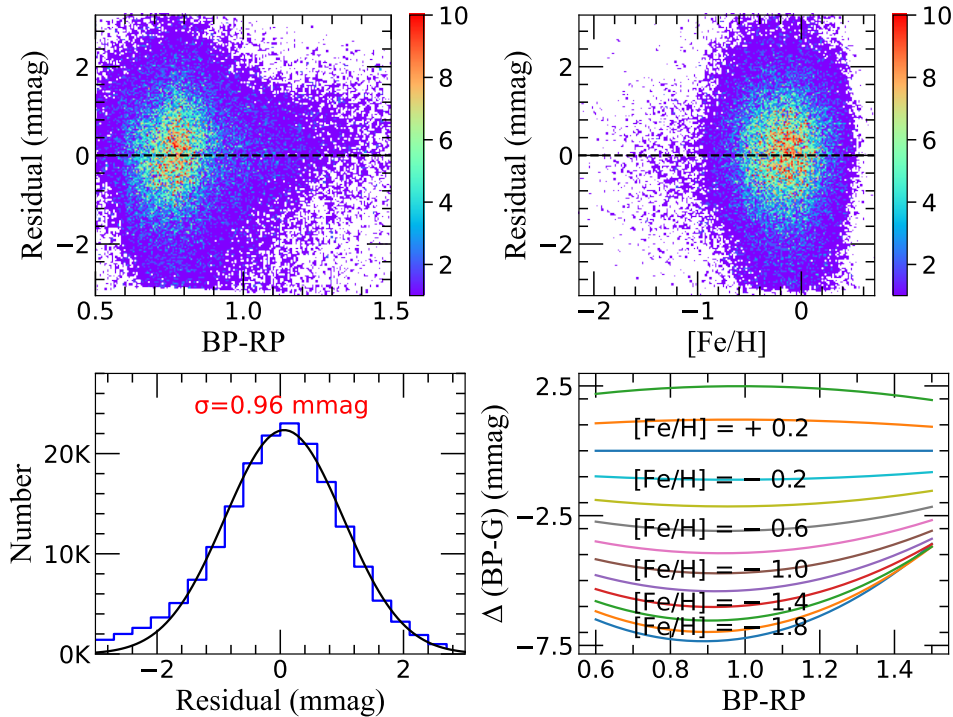 Residual (mmag)
2
0
−2
0.5
1.0
1.5
BP-RP
10
8
6
4
2
Residual (mmag)
2
0
−2
−2
−1
0
[Fe/H]
10
8
6
4
2
σ=0.96 mmag
Number
20K
10K
0K
−2
0
2
Residual (mmag)
Δ (BP-G) (mmag)
2.5
−2.5
−7.5
[Fe/H] = + 0.2
[Fe/H] = − 0.2
[Fe/H] = − 0.6
[Fe/H] = − 1.0
[Fe/H] = − 1.4
[Fe/H] = − 1.8
0.6
0.8
1.0
1.2
1.4
BP-RP